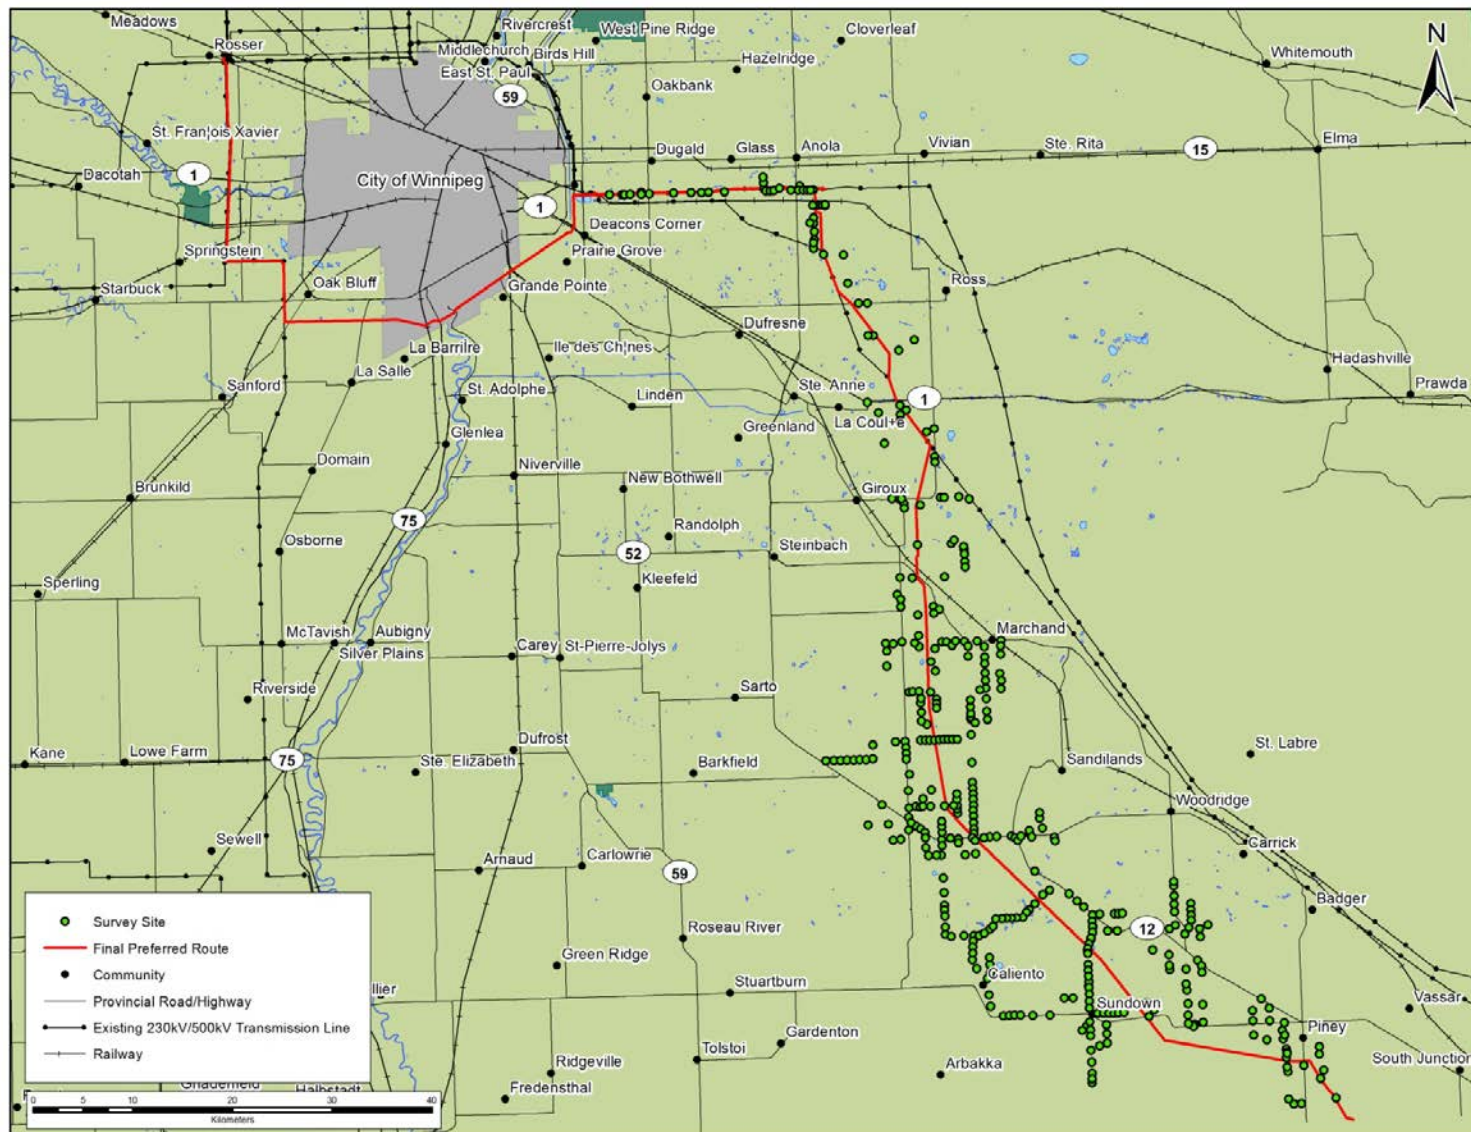 Meadows
Rosser
Rivercrest
West Pine Ridge
Cloverleaf
N
Middlechurch
Birds Hill
Whitemouth
East St. Paul
Hazelridge
59
Oakbank
St. Fran¦ois Xavier
Elma
Dugald
Glass
Anola
Vivian
Ste. Rita
15
1
Dacotah
City of Winnipeg
1
Deacons Corner
Springstein
Prairie Grove
Starbuck
Oak Bluff
Grande Pointe
Ross
Dufresne
La Barrilre
Ile des Ch¦nes
Hadashville
La Salle
Sanford
St. Adolphe
Linden
Ste. Anne
1
Prawda
La Coul+e
Glenlea
Greenland
Domain
Niverville
Brunkild
New Bothwell
Giroux
75
Randolph
Osborne
52
Steinbach
Sperling
Kleefeld
McTavish
Aubigny
Marchand
Silver Plains
Carey
St-Pierre-Jolys
Riverside
Sarto
Kane
Lowe Farm
75
Dufrost
St. Labre
Ste. Elizabeth
Barkfield
Sandilands
Woodridge
Sewell
Arnaud
Carlowrie
Carrick
59
Badger
Survey Site
Final Preferred Route
Community
Provincial Road/Highway
Existing 230kV/500kV Transmission Line
Railway
Roseau River
12
Green Ridge
Caliento
llier
Stuartburn
Sundown
Vassar
Gardenton
Piney
Tolstoi
Ridgeville
Arbakka
South Junction
Fredensthal
0 5 10 20 30 40
Kilometers